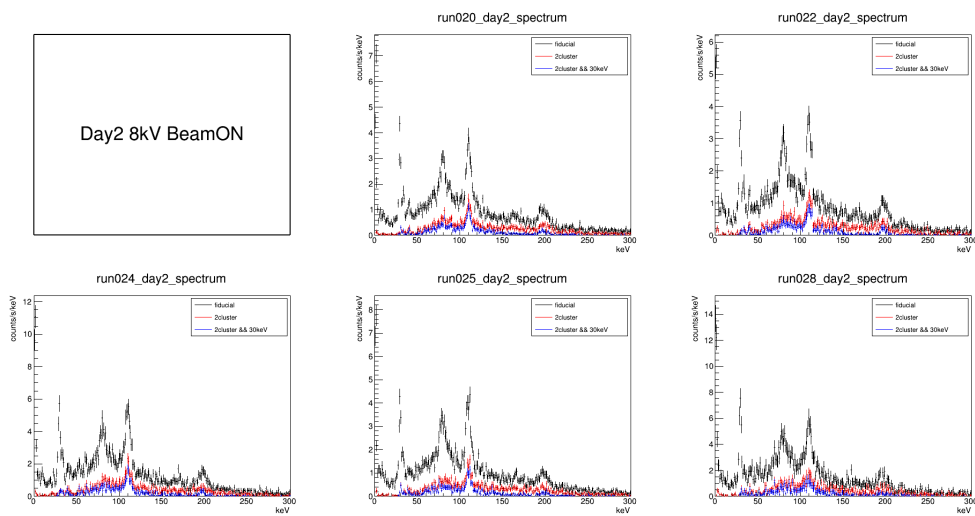 Day2 8kV BeamON
run020_day2_spectrum
counts/s/keV
7
6
5
4
3
2
1
0
0 50 100 150 200 250 300
keV
fiducial
2cluster
2cluster && 30keV
run022_day2_spectrum
counts/s/keV
6
5
4
3
2
1
0
0 50 100 150 200 250 300
keV
fiducial
2cluster
2cluster && 30keV
run024_day2_spectrum
counts/s/keV
12
10
8
6
4
2
0
0 50 100 150 200 250 300
keV
fiducial
2cluster
2cluster && 30keV
run025_day2_spectrum
counts/s/keV
8
7
6
5
4
3
2
1
0
0 50 100 150 200 250 300
keV
fiducial
2cluster
2cluster && 30keV
run028_day2_spectrum
counts/s/keV
14
12
10
8
6
4
2
0
0 50 100 150 200 250 300
keV
fiducial
2cluster
2cluster && 30keV